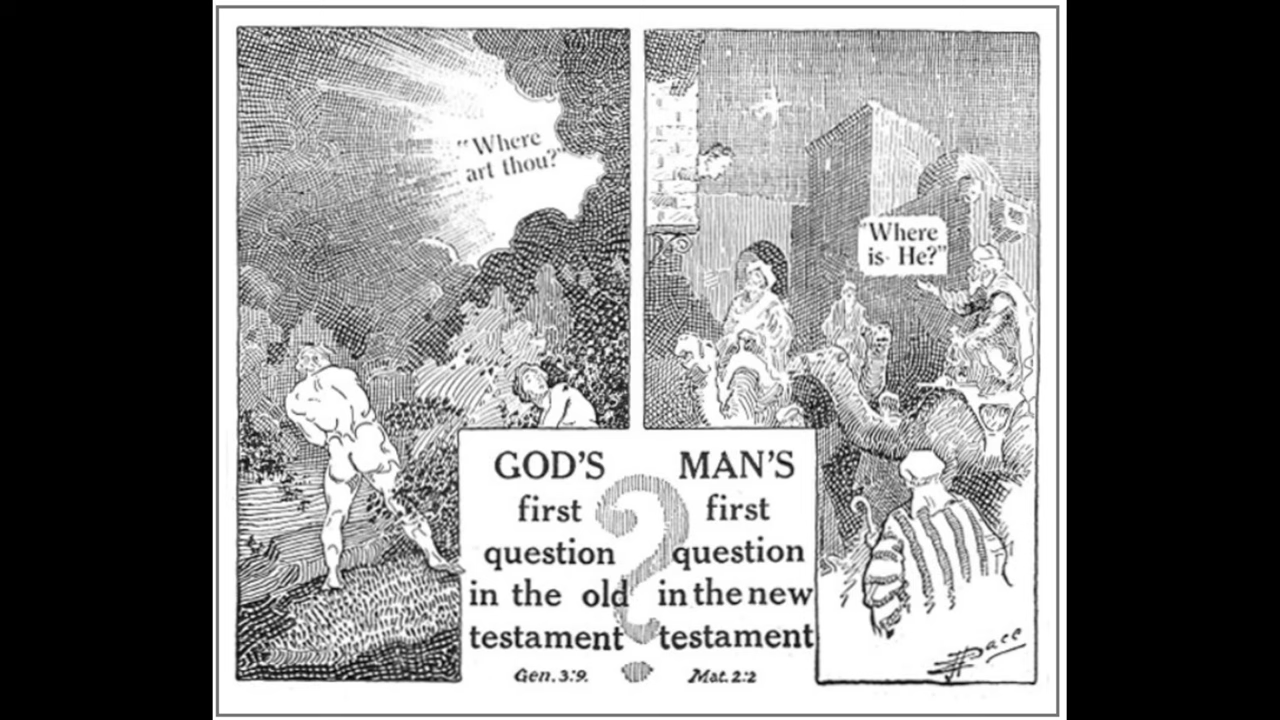 "Where
art thou?"
"Where
is He?"
GOD'S
first
question
in the old
testament
Gen. 3:9.
MAN'S
first
question
in the new
testament
Mat. 2:2
?
EJPace